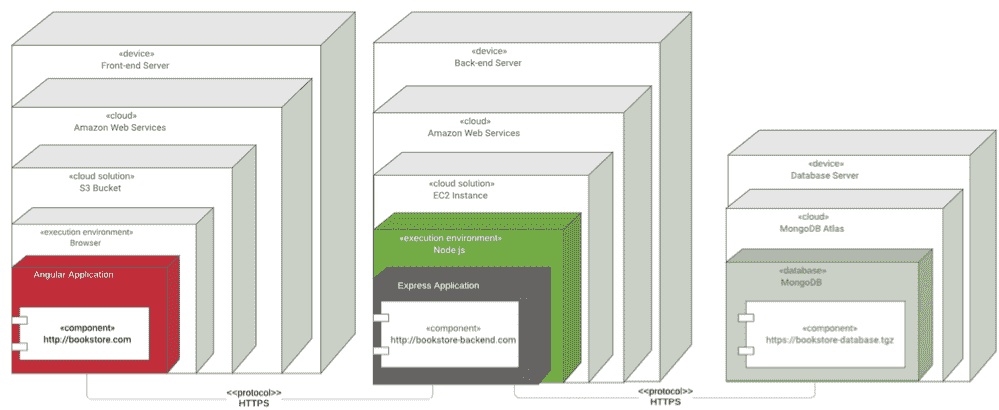 «device»
Front-end Server
«cloud»
Amazon Web Services
«cloud solution»
S3 Bucket
«execution environment»
Browser
Angular Application
«component»
http://bookstore.com
«device»
Back-end Server
«cloud»
Amazon Web Services
«cloud solution»
EC2 Instance
«execution environment»
Node.js
Express Application
«component»
http://bookstore-backend.com
«device»
Database Server
«cloud»
MongoDB Atlas
«database»
MongoDB
«component»
https://bookstore-database.tgz
<<protocol>>
HTTPS
<<protocol>>
HTTPS